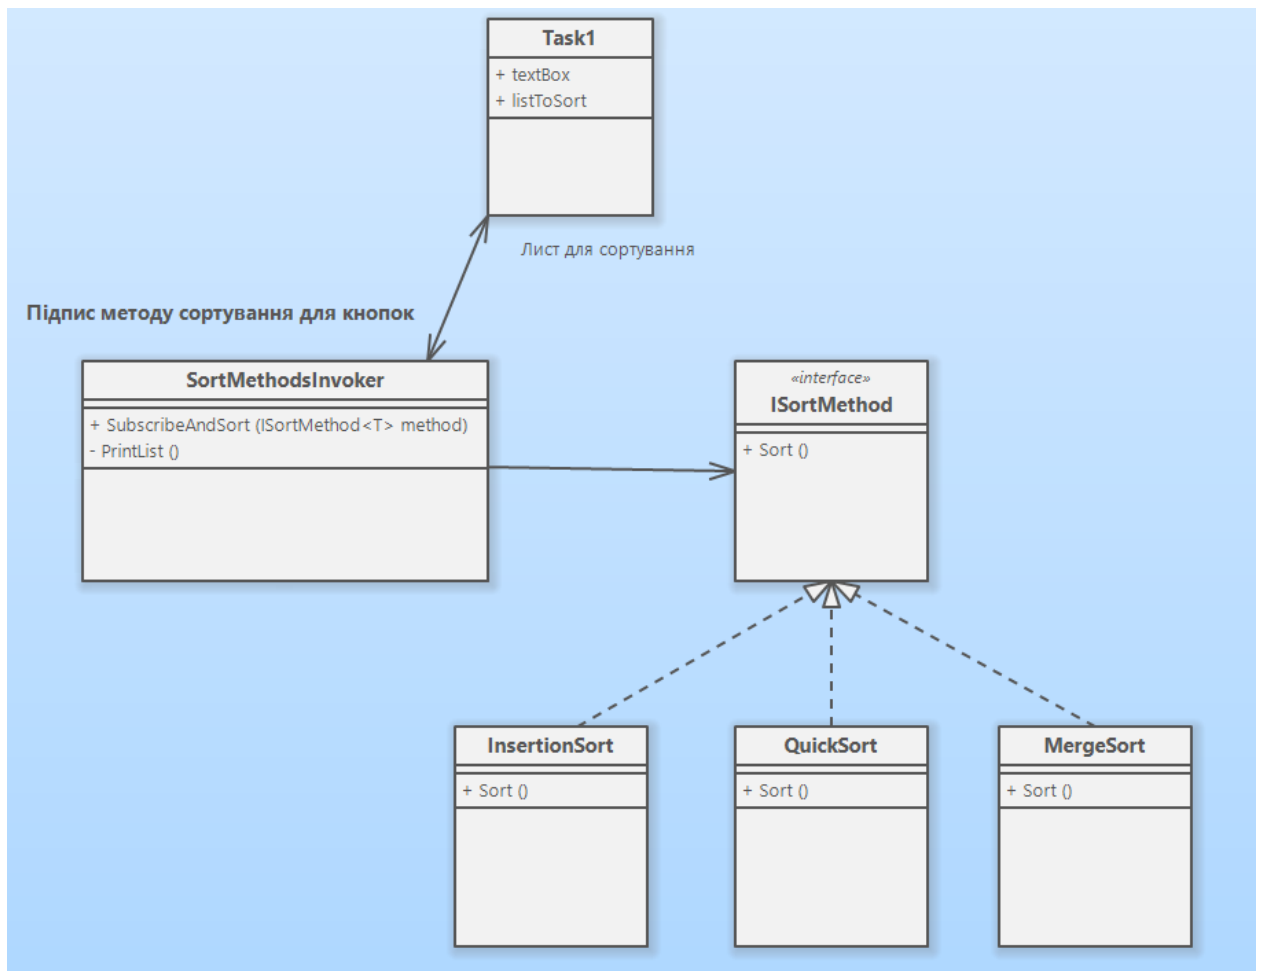 Task1
+ textBox
+ listToSort
Лист для сортування
Підпис методу сортування для кнопок
SortMethodsInvoker
+ SubscribeAndSort (ISortMethod<T> method)
- PrintList ()
«interface»
ISortMethod
+ Sort ()
InsertionSort
+ Sort ()
QuickSort
+ Sort ()
MergeSort
+ Sort ()